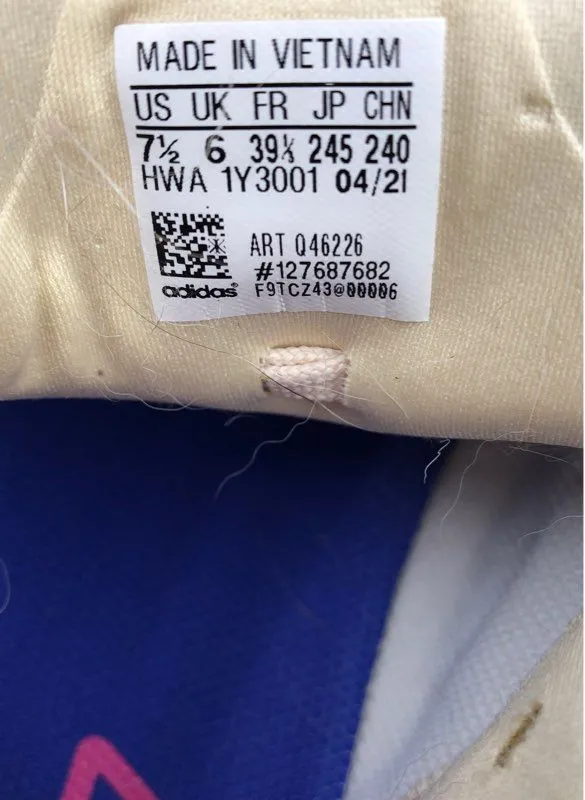 MADE IN VIETNAM
US UK FR JP CHN
7½ 6 39⅓ 245 240
HWA 1Y3001 04/21
ART Q46226
#127687682
adidas F9TCZ43@00006